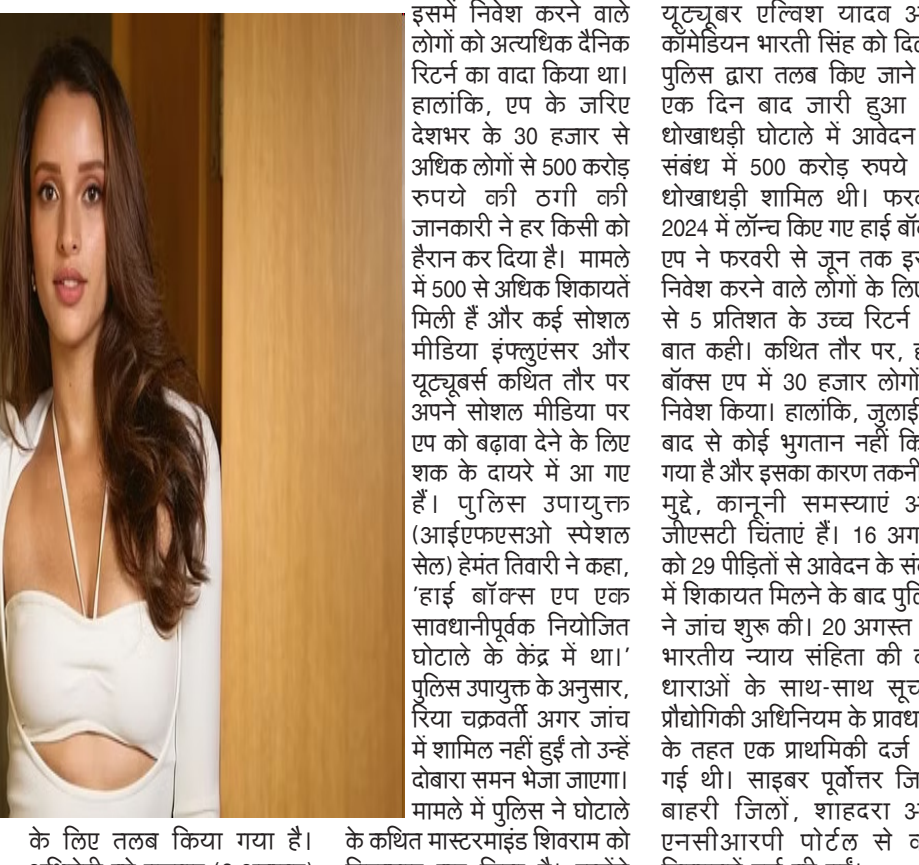 के लिए तलब किया गया है।
इसमें निवेश करने वाले
लोगों को अत्यधिक दैनिक
रिटर्न का वादा किया था।
हालांकि, एप के जरिए
देशभर के 30 हजार से
अधिक लोगों से 500 करोड़
रुपये की ठगी की
जानकारी ने हर किसी को
हैरान कर दिया है। मामले
में 500 से अधिक शिकायतें
मिली हैं और कई सोशल
मीडिया इंफ्लुएंसर और
यूट्यूबर्स कथित तौर पर
अपने सोशल मीडिया पर
एप को बढ़ावा देने के लिए
शक के दायरे में आ गए
हैं। पुलिस उपायुक्त
(आईएफएसओ स्पेशल
सेल) हेमंत तिवारी ने कहा,
'हाई बॉक्स एप एक
सावधानीपूर्वक नियोजित
घोटाले के केंद्र में था।'
पुलिस उपायुक्त के अनुसार,
रिया चक्रवर्ती अगर जांच
में शामिल नहीं हुईं तो उन्हें
दोबारा समन भेजा जाएगा।
मामले में पुलिस ने घोटाले
के कथित मास्टरमाइंड शिवराम को
यूट्यूबर एल्विश यादव
कॉमेडियन भारती सिंह को
पुलिस द्वारा तलब किए जाने
एक दिन बाद जारी हुआ
धोखाधड़ी घोटाले में आवेदन
संबंध में 500 करोड़ रुपये
धोखाधड़ी शामिल थी।
2024 में लॉन्च किए गए हाई
एप ने फरवरी से जून तक
निवेश करने वाले लोगों के
से 5 प्रतिशत के उच्च रिटर्न
बात कही। कथित तौर पर,
बॉक्स एप में 30 हजार लोगों
निवेश किया। हालांकि, जुलाई
बाद से कोई भुगतान नहीं
गया है और इसका कारण
मुद्दे, कानूनी समस्याएं
जीएसटी चिंताएं हैं। 16
को 29 पीड़ितों से आवेदन के
में शिकायत मिलने के बाद
ने जांच शुरू की। 20 अगस्त
भारतीय न्याय संहिता की
धाराओं के साथ-साथ
प्रौद्योगिकी अधिनियम के
के तहत एक प्राथमिकी दर्ज
गई थी। साइबर पूर्वोत्तर
बाहरी जिलों, शाहदरा
एनसीआरपी पोर्टल से